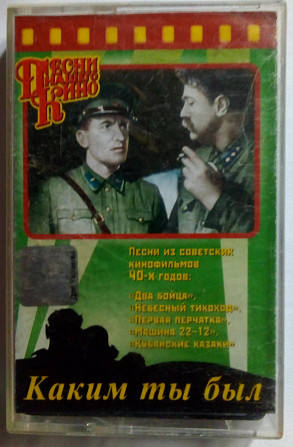 Песни
Нашего
Кино
Песни из советских
кинофильмов
40-х годов:
«Два бойца»,
«Небесный тихоход»,
«Первая перчатка»,
«Машина 22-12»,
«Кубанские казаки»
Каким ты был